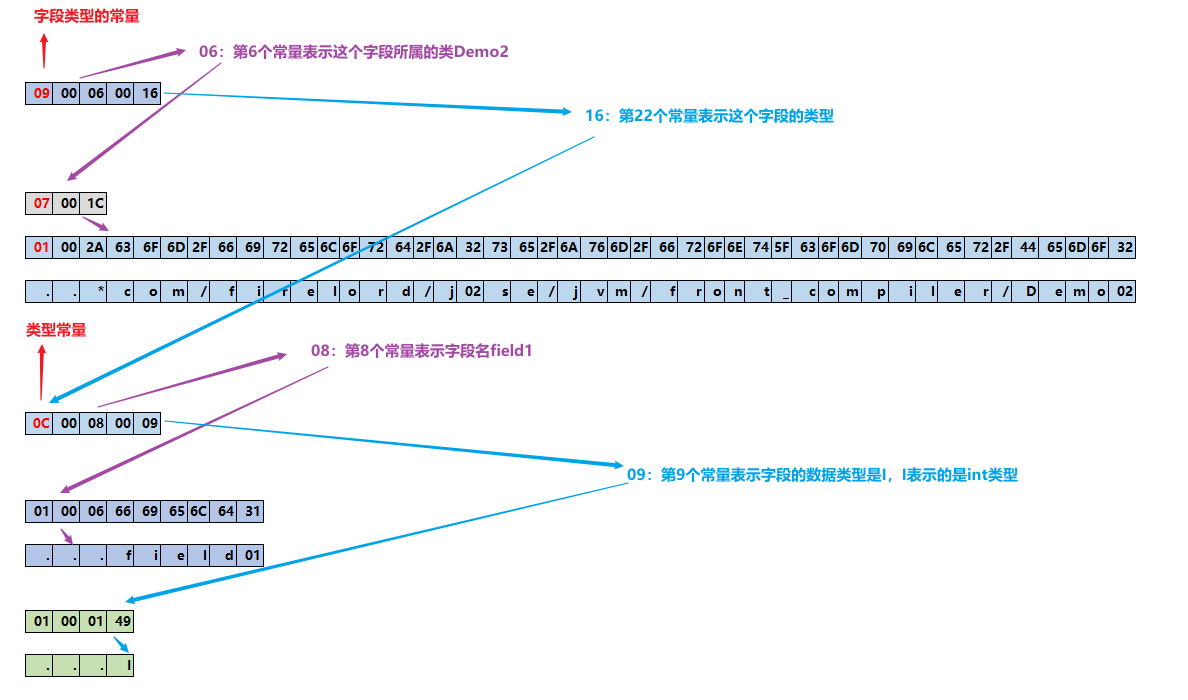 字段类型的常量
06：第6个常量表示这个字段所属的类Demo2
09 00 06 00 16
16：第22个常量表示这个字段的类型
07 00 1C
01 00 2A 63 6F 6D 2F 66 69 72 65 6C 6F 72 64 2F 6A 32 73 65 2F 6A 76 6D 2F 66 72 6F 6E 74 5F 63 6F 6D 70 69 6C 65 72 2F 44 65 6D 6F 32
. . * c o m / f i r e l o r d / j 02 s e / j v m / f r o n t _ c o m p i l e r / D e m o 02
类型常量
08：第8个常量表示字段名field1
0C 00 08 00 09
09：第9个常量表示字段的数据类型是I，I表示的是int类型
01 00 06 66 69 65 6C 64 31
. . . f i e l d 01
01 00 01 49
. . . I